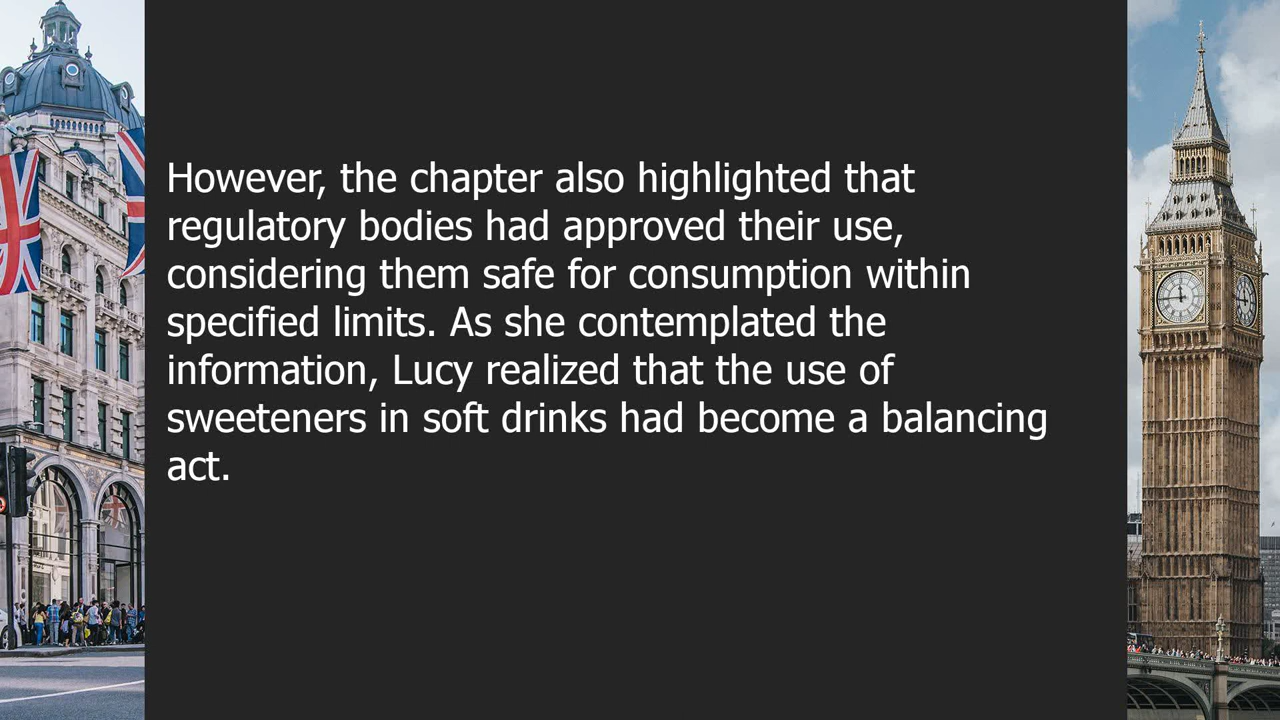 However, the chapter also highlighted that
regulatory bodies had approved their use,
considering them safe for consumption within
specified limits. As she contemplated the
information, Lucy realized that the use of
sweeteners in soft drinks had become a balancing
act.